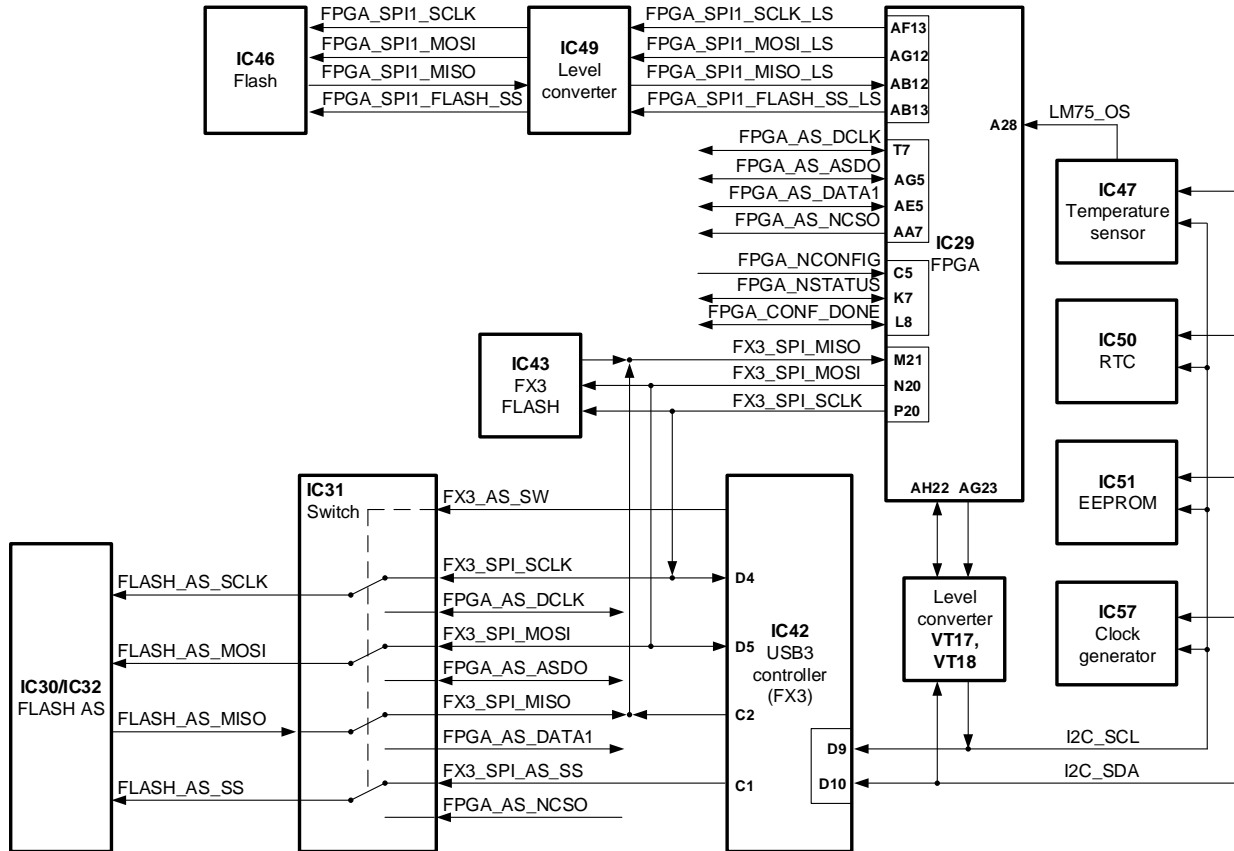 FPGA_SPI1_SCLK
FPGA_SPI1_MOSI
FPGA_SPI1_MISO
FPGA_SPI1_FLASH_SS
IC46
Flash
IC49
Level
converter
FPGA_SPI1_SCLK_LS
FPGA_SPI1_MOSI_LS
FPGA_SPI1_MISO_LS
FPGA_SPI1_FLASH_SS_LS
AF13
AG12
AB12
AB13
A28
LM75_OS
FPGA_AS_DCLK
FPGA_AS_ASDO
FPGA_AS_DATA1
FPGA_AS_NCSO
T7
AG5
AE5
AA7
IC29
FPGA
IC47
Temperature
sensor
FPGA_NCONFIG
FPGA_NSTATUS
FPGA_CONF_DONE
C5
K7
L8
IC50
RTC
IC43
FX3
FLASH
FX3_SPI_MISO
FX3_SPI_MOSI
FX3_SPI_SCLK
M21
N20
P20
AH22 AG23
IC51
EEPROM
IC31
Switch
FX3_AS_SW
FX3_SPI_SCLK
FPGA_AS_DCLK
FX3_SPI_MOSI
FPGA_AS_ASDO
FX3_SPI_MISO
FPGA_AS_DATA1
FX3_SPI_AS_SS
FPGA_AS_NCSO
D4
D5
C2
C1
IC42
USB3
controller
(FX3)
D9
D10
Level
converter
VT17,
VT18
IC57
Clock
generator
I2C_SCL
I2C_SDA
IC30/IC32
FLASH AS
FLASH_AS_SCLK
FLASH_AS_MOSI
FLASH_AS_MISO
FLASH_AS_SS